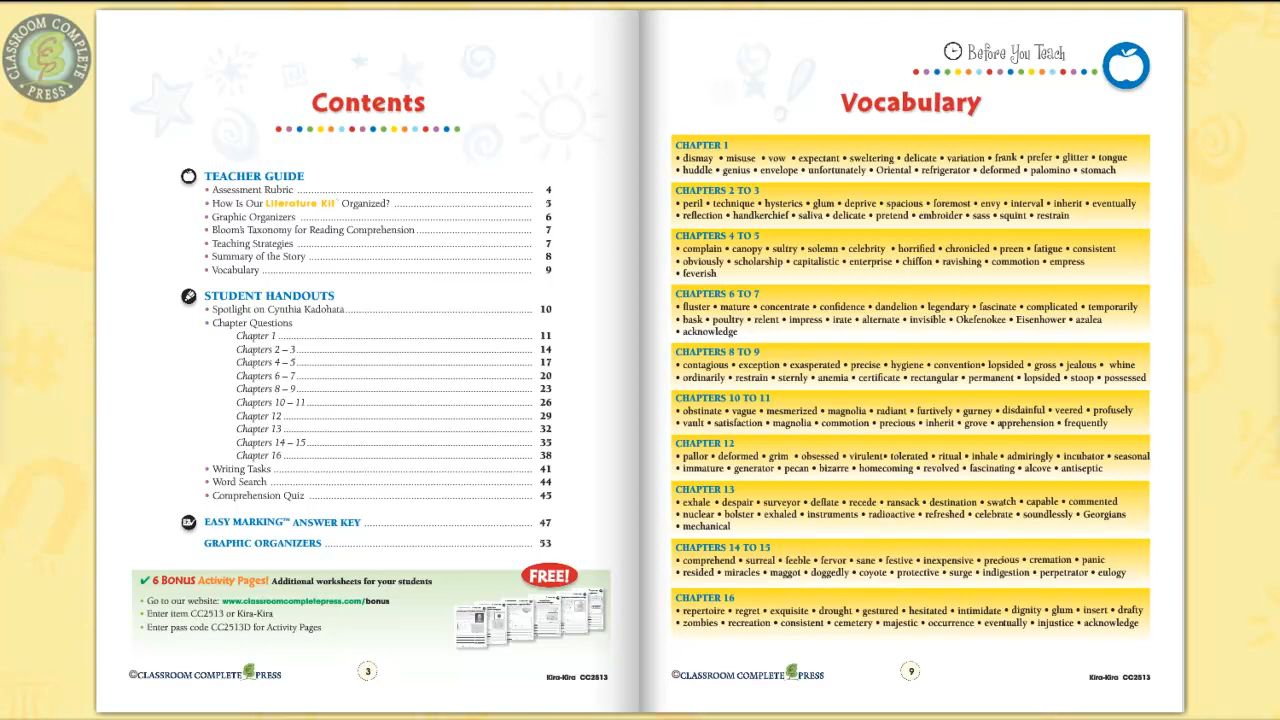 CLASSROOM COMPLETE
PRESS
Contents
TEACHER GUIDE
• Assessment Rubric ... 4
• How Is Our Literature Kit™ Organized? ... 5
• Graphic Organizers ... 6
• Bloom's Taxonomy for Reading Comprehension ... 7
• Teaching Strategies ... 7
• Summary of the Story ... 8
• Vocabulary ... 9
STUDENT HANDOUTS
• Spotlight on Cynthia Kadohata ... 10
• Chapter Questions
Chapter 1 ... 11
Chapters 2 – 3 ... 14
Chapters 4 – 5 ... 17
Chapters 6 – 7 ... 20
Chapters 8 – 9 ... 23
Chapters 10 – 11 ... 26
Chapter 12 ... 29
Chapter 13 ... 32
Chapters 14 – 15 ... 35
Chapter 16 ... 38
• Writing Tasks ... 41
• Word Search ... 44
• Comprehension Quiz ... 45
EZV EASY MARKING™ ANSWER KEY ... 47
GRAPHIC ORGANIZERS ... 53
✔ 6 BONUS Activity Pages! Additional worksheets for your students
FREE!
• Go to our website: www.classroomcompletepress.com/bonus
• Enter item CC2513 or Kira-Kira
• Enter pass code CC2513D for Activity Pages
©CLASSROOM COMPLETE PRESS
3
Kira-Kira CC2513
Before You Teach
Vocabulary
CHAPTER 1
• dismay • misuse • vow • expectant • sweltering • delicate • variation • frank • prefer • glitter • tongue
• huddle • genius • envelope • unfortunately • Oriental • refrigerator • deformed • palomino • stomach
CHAPTERS 2 TO 3
• peril • technique • hysterics • glum • deprive • spacious • foremost • envy • interval • inherit • eventually
• reflection • handkerchief • saliva • delicate • pretend • embroider • sass • squint • restrain
CHAPTERS 4 TO 5
• complain • canopy • sultry • solemn • celebrity • horrified • chronicled • preen • fatigue • consistent
• obviously • scholarship • capitalistic • enterprise • chiffon • ravishing • commotion • empress
• feverish
CHAPTERS 6 TO 7
• fluster • mature • concentrate • confidence • dandelion • legendary • fascinate • complicated • temporarily
• bask • poultry • relent • impress • irate • alternate • invisible • Okefenokee • Eisenhower • azalea
• acknowledge
CHAPTERS 8 TO 9
• contagious • exception • exasperated • precise • hygiene • convention • lopsided • gross • jealous • whine
• ordinarily • restrain • sternly • anemia • certificate • rectangular • permanent • lopsided • stoop • possessed
CHAPTERS 10 TO 11
• obstinate • vague • mesmerized • magnolia • radiant • furtively • gurney • disdainful • veered • profusely
• vault • satisfaction • magnolia • commotion • precious • inherit • grove • apprehension • frequently
CHAPTER 12
• pallor • deformed • grim • obsessed • virulent • tolerated • ritual • inhale • admiringly • incubator • seasonal
• immature • generator • pecan • bizarre • homecoming • revolved • fascinating • alcove • antiseptic
CHAPTER 13
• exhale • despair • surveyor • deflate • recede • ransack • destination • swatch • capable • commented
• nuclear • bolster • exhaled • instruments • radioactive • refreshed • celebrate • soundlessly • Georgians
• mechanical
CHAPTERS 14 TO 15
• comprehend • surreal • feeble • fervor • sane • festive • inexpensive • precious • cremation • panic
• resided • miracles • maggot • doggedly • coyote • protective • surge • indigestion • perpetrator • eulogy
CHAPTER 16
• repertoire • regret • exquisite • drought • gestured • hesitated • intimidate • dignity • glum • insert • drafty
• zombies • recreation • consistent • cemetery • majestic • occurrence • eventually • injustice • acknowledge
©CLASSROOM COMPLETE PRESS
9
Kira-Kira CC2513